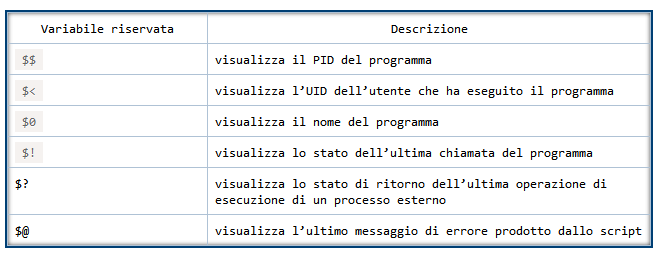 Variabile riservata Descrizione
$$ visualizza il PID del programma
$< visualizza l’UID dell’utente che ha eseguito il programma
$0 visualizza il nome del programma
$! visualizza lo stato dell’ultima chiamata del programma
$? visualizza lo stato di ritorno dell’ultima operazione di
esecuzione di un processo esterno
$@ visualizza l’ultimo messaggio di errore prodotto dallo script